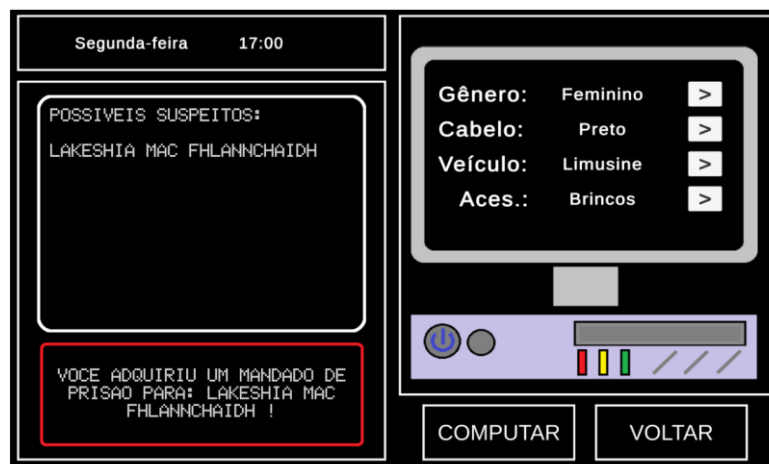 Segunda-feira 17:00
POSSIVEIS SUSPEITOS:
LAKESHIA MAC FHLANNCHAIDH
VOCE ADQUIRIU UM MANDADO DE
PRISAO PARA: LAKESHIA MAC
FHLANNCHAIDH !
Gênero: Feminino >
Cabelo: Preto >
Veículo: Limusine >
Aces.: Brincos >
COMPUTAR
VOLTAR